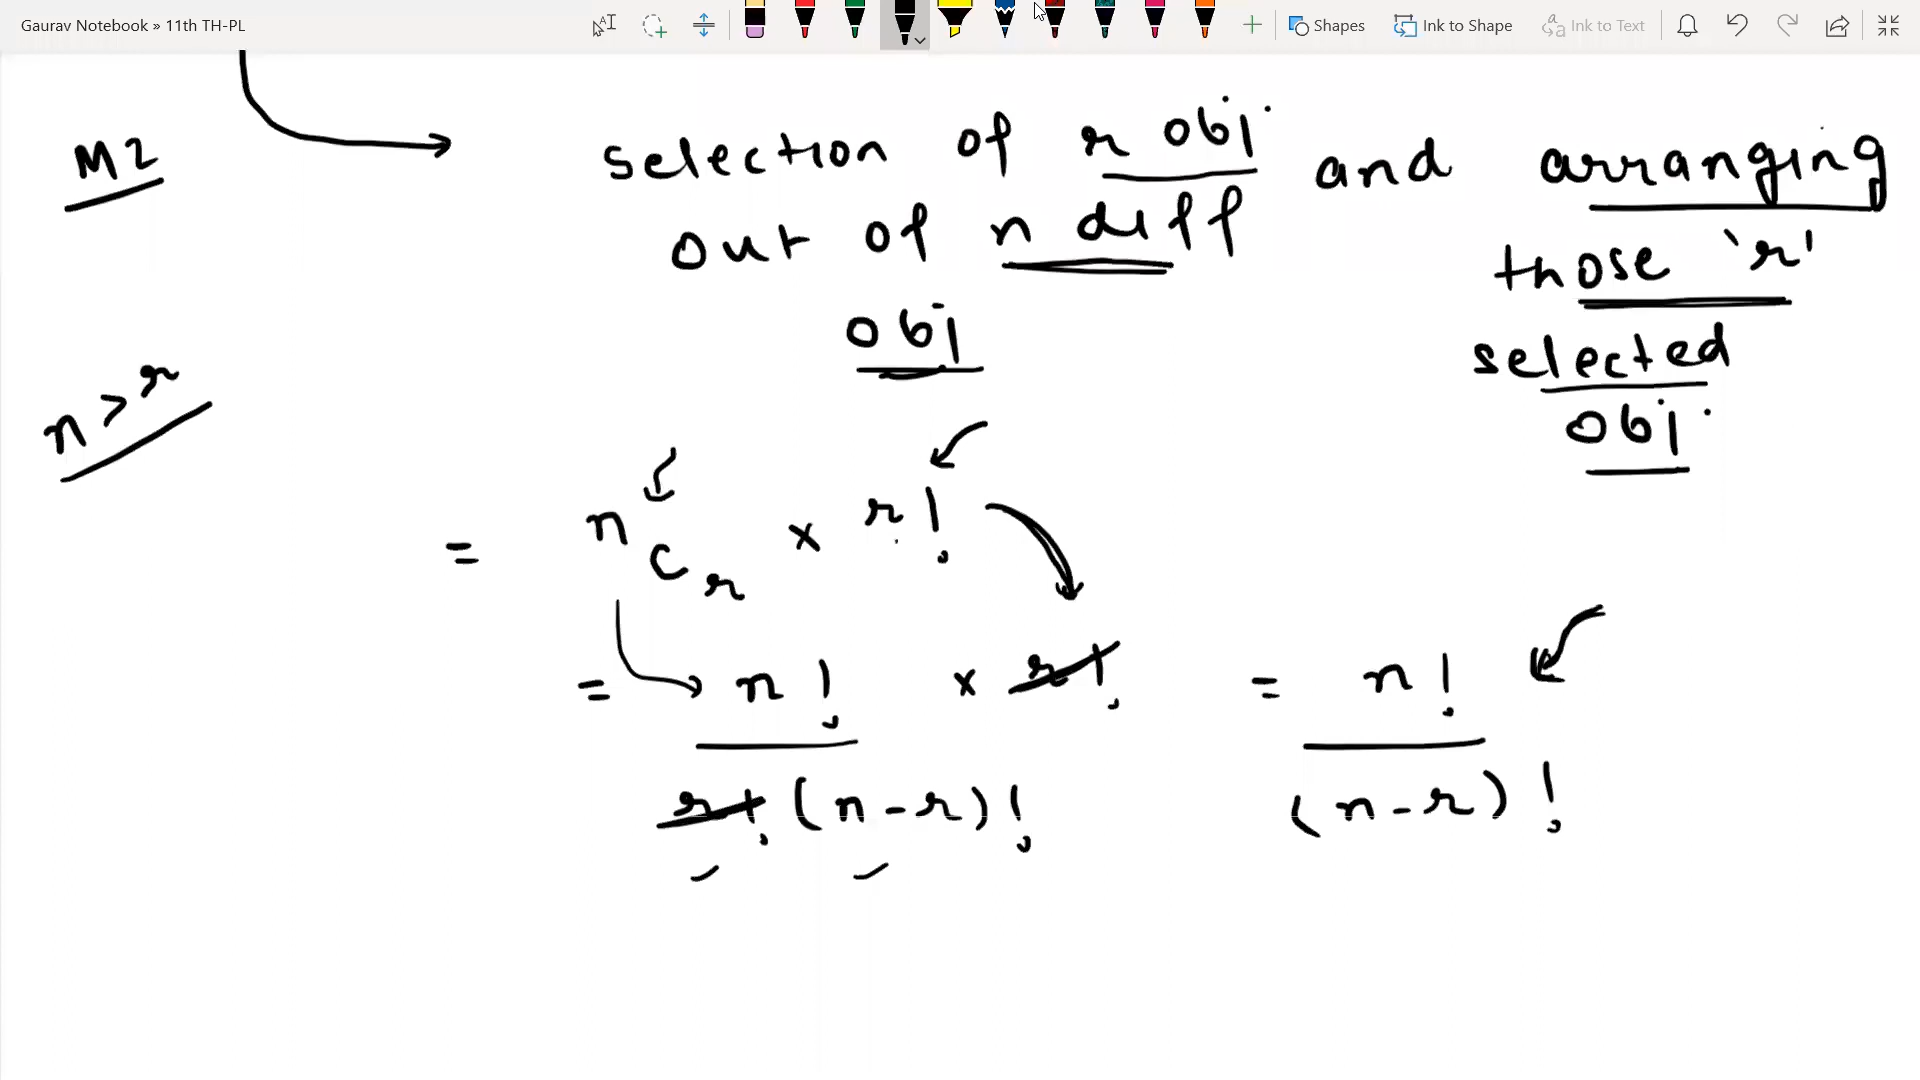 Gaurav Notebook » 11th TH-PL
Shapes
Ink to Shape
Ink to Text
M2
selection of r obj. and arranging
out of n diff
those 'r'
obj
selected
obj.
n > r
= n C r × r!
= n! × r! = n!
r! (n-r)! (n-r)!